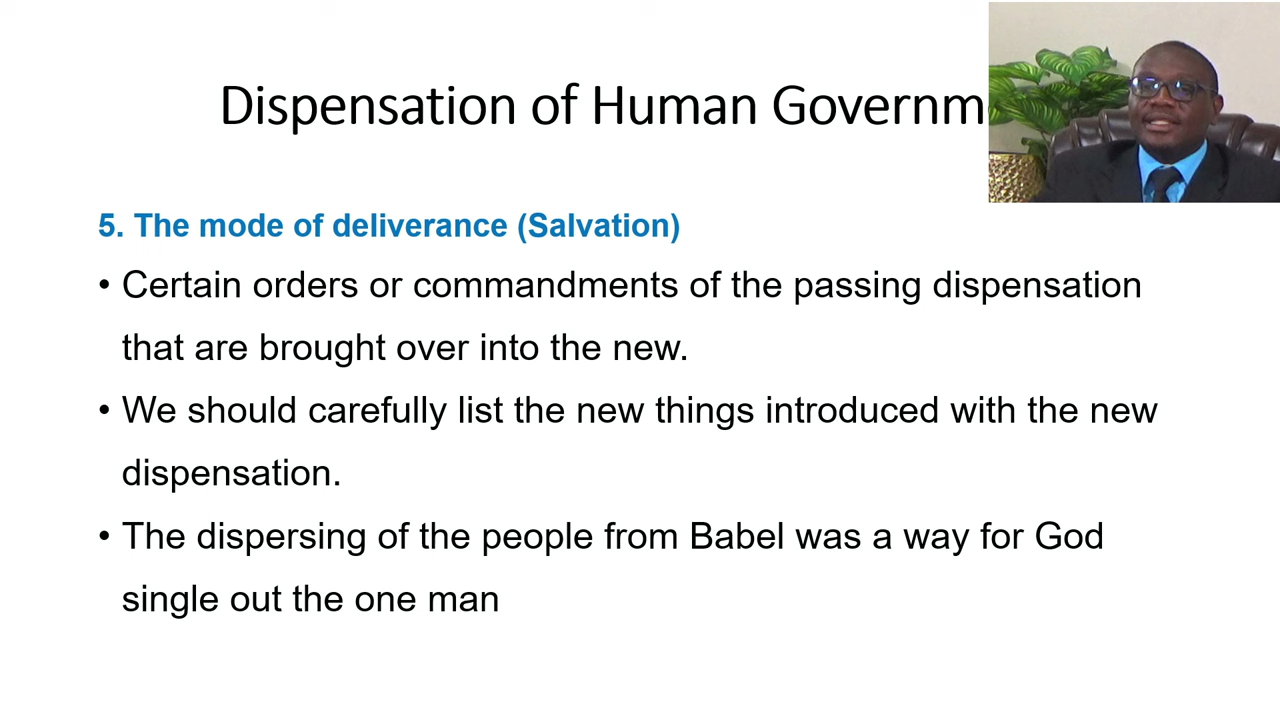 Dispensation of Human Governm
5. The mode of deliverance (Salvation)
• Certain orders or commandments of the passing dispensation
that are brought over into the new.
• We should carefully list the new things introduced with the new
dispensation.
• The dispersing of the people from Babel was a way for God
single out the one man